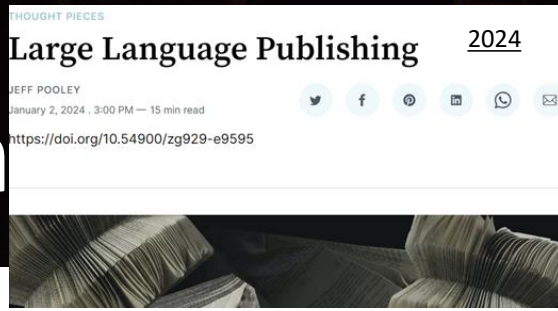 THOUGHT PIECES
Large Language Publishing
2024
JEFF POOLEY
January 2, 2024 . 3:00 PM — 15 min read
https://doi.org/10.54900/zg929-e9595